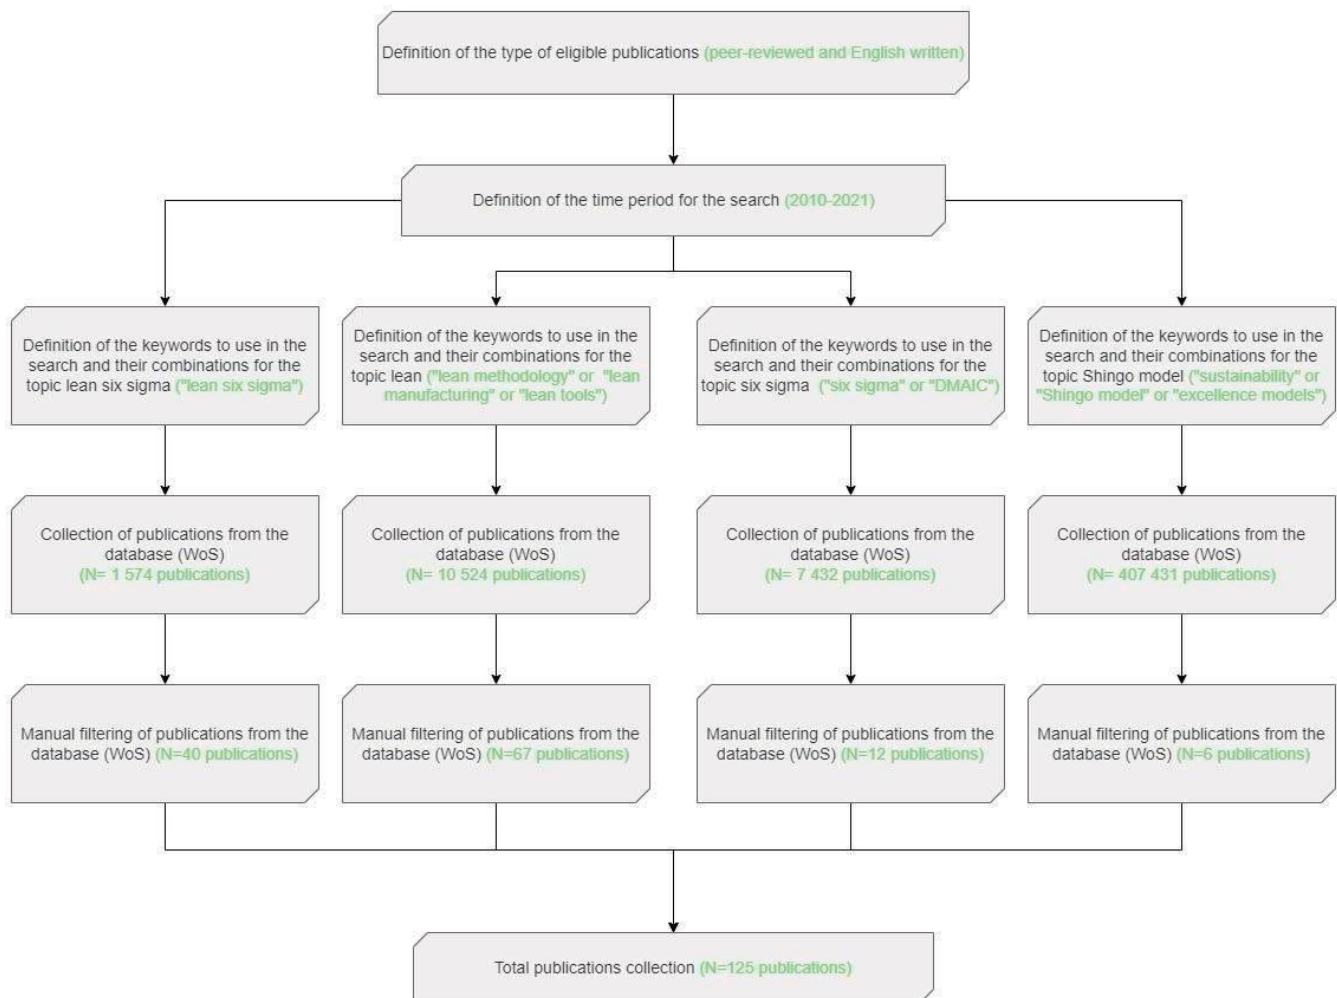 Definition of the type of eligible publications (peer-reviewed and English written)
Definition of the time period for the search (2010-2021)
Definition of the keywords to use in the
search and their combinations for the
topic lean six sigma ("lean six sigma")
Definition of the keywords to use in the
search and their combinations for the
topic lean ("lean methodology" or "lean
manufacturing" or "lean tools")
Definition of the keywords to use in the
search and their combinations for the
topic six sigma ("six sigma" or "DMAIC")
Definition of the keywords to use in the
search and their combinations for the
topic Shingo model ("sustainability" or
"Shingo model" or "excellence models")
Collection of publications from the
database (WoS)
(N= 1 574 publications)
Collection of publications from the
database (WoS)
(N= 10 524 publications)
Collection of publications from the
database (WoS)
(N= 7 432 publications)
Collection of publications from the
database (WoS)
(N= 407 431 publications)
Manual filtering of publications from the
database (WoS) (N=40 publications)
Manual filtering of publications from the
database (WoS) (N=67 publications)
Manual filtering of publications from the
database (WoS) (N=12 publications)
Manual filtering of publications from the
database (WoS) (N=6 publications)
Total publications collection (N=125 publications)